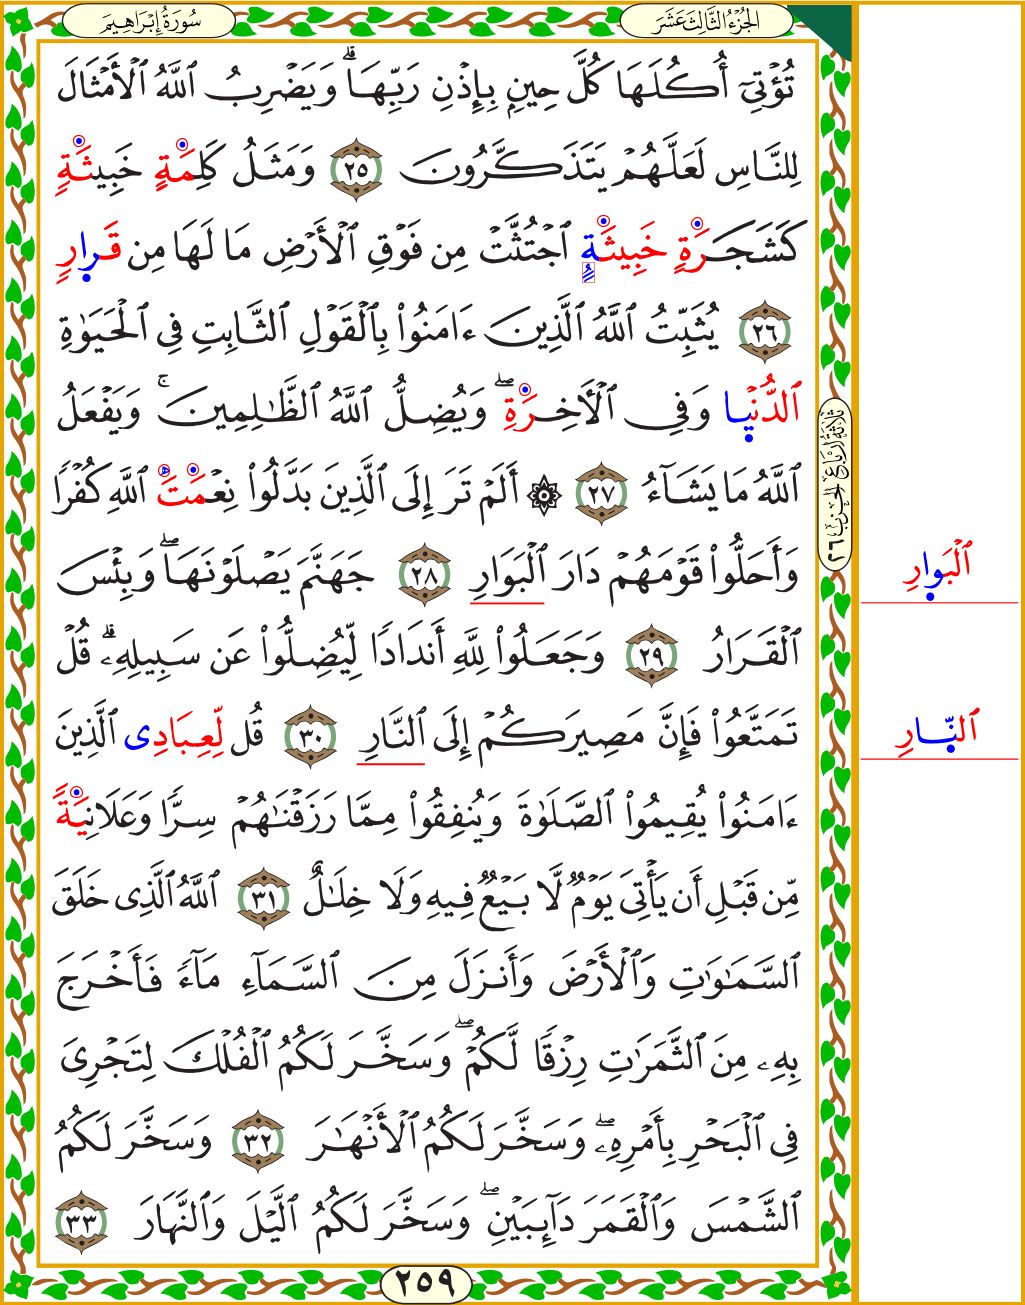 سُورَةُ إِبْرَاهِيمَ
الجُزْءُ الثَّالِثَ عَشَرَ
تُؤْتِىٓ أُكُلَهَا كُلَّ حِينٍۭ بِإِذْنِ رَبِّهَاۗ وَيَضْرِبُ ٱللَّهُ ٱلْأَمْثَالَ
لِلنَّاسِ لَعَلَّهُمْ يَتَذَكَّرُونَ ٢٥ وَمَثَلُ كَلِمَةٍ خَبِيثَةٍ
كَشَجَرَةٍ خَبِيثَةٍ ٱجْتُثَّتْ مِن فَوْقِ ٱلْأَرْضِ مَا لَهَا مِن قَرَارٍ
٢٦ يُثَبِّتُ ٱللَّهُ ٱلَّذِينَ ءَامَنُوا۟ بِٱلْقَوْلِ ٱلثَّابِتِ فِى ٱلْحَيَوٰةِ
ٱلدُّنْيَا وَفِى ٱلْأَخِرَةِۖ وَيُضِلُّ ٱللَّهُ ٱلظَّٰلِمِينَۚ وَيَفْعَلُ
ٱللَّهُ مَا يَشَآءُ ٢٧ ۞ أَلَمْ تَرَ إِلَى ٱلَّذِينَ بَدَّلُوا۟ نِعْمَتَ ٱللَّهِ كُفْرًا
وَأَحَلُّوا۟ قَوْمَهُمْ دَارَ ٱلْبَوَارِ ٢٨ جَهَنَّمَ يَصْلَوْنَهَاۖ وَبِئْسَ
ٱلْقَرَارُ ٢٩ وَجَعَلُوا۟ لِلَّهِ أَندَادًا لِّيُضِلُّوا۟ عَن سَبِيلِهِۦۗ قُلْ
تَمَتَّعُوا۟ فَإِنَّ مَصِيرَكُمْ إِلَى ٱلنَّارِ ٣٠ قُل لِّعِبَادِى ٱلَّذِينَ
ءَامَنُوا۟ يُقِيمُوا۟ ٱلصَّلَوٰةَ وَيُنفِقُوا۟ مِمَّا رَزَقْنَٰهُمْ سِرًّا وَعَلَانِيَةً
مِّن قَبْلِ أَن يَأْتِىَ يَوْمٌ لَّا بَيْعٌ فِيهِ وَلَا خِلَٰلٌ ٣١ ٱللَّهُ ٱلَّذِى خَلَقَ
ٱلسَّمَٰوَٰتِ وَٱلْأَرْضَ وَأَنزَلَ مِنَ ٱلسَّمَآءِ مَآءً فَأَخْرَجَ
بِهِۦ مِنَ ٱلثَّمَرَٰتِ رِزْقًا لَّكُمْۖ وَسَخَّرَ لَكُمُ ٱلْفُلْكَ لِتَجْرِىَ
فِى ٱلْبَحْرِ بِأَمْرِهِۦۖ وَسَخَّرَ لَكُمُ ٱلْأَنْهَٰرَ ٣٢ وَسَخَّرَ لَكُمُ
ٱلشَّمْسَ وَٱلْقَمَرَ دَآئِبَيْنِۖ وَسَخَّرَ لَكُمُ ٱلَّيْلَ وَٱلنَّهَارَ ٣٣
ثَلَاثَةُ أَرْبَاعِ الحِزْبِ ٢٦
ٱلْبَوَارِ
ٱلنَّارِ
٢٥٩